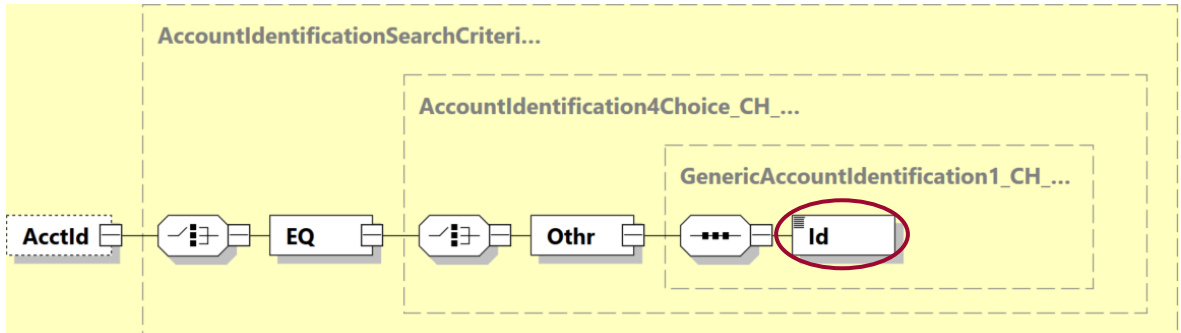 AccountIdentificationSearchCriteri...
AccountIdentification4Choice_CH_...
GenericAccountIdentification1_CH_...
AcctId
EQ
Othr
Id